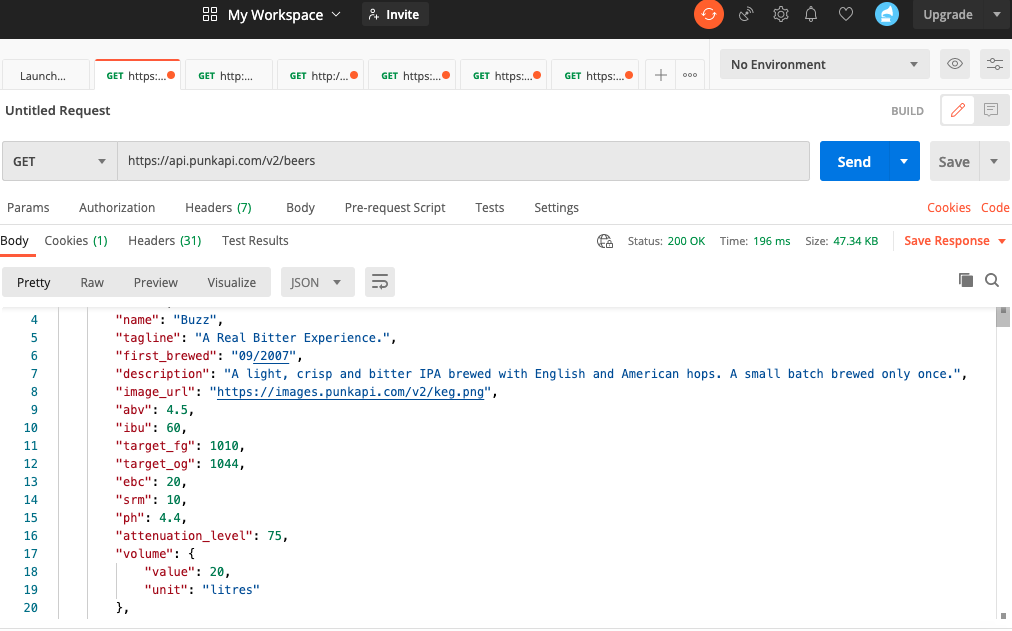 My Workspace Invite Upgrade
Launch... GET https:... GET http:... GET http:/... GET https:... GET https:... GET https:... No Environment
Untitled Request BUILD
GET https://api.punkapi.com/v2/beers Send Save
Params Authorization Headers (7) Body Pre-request Script Tests Settings Cookies Code
Body Cookies (1) Headers (31) Test Results Status: 200 OK Time: 196 ms Size: 47.34 KB Save Response
Pretty Raw Preview Visualize JSON
4 "name": "Buzz",
5 "tagline": "A Real Bitter Experience.",
6 "first_brewed": "09/2007",
7 "description": "A light, crisp and bitter IPA brewed with English and American hops. A small batch brewed only once.",
8 "image_url": "https://images.punkapi.com/v2/keg.png",
9 "abv": 4.5,
10 "ibu": 60,
11 "target_fg": 1010,
12 "target_og": 1044,
13 "ebc": 20,
14 "srm": 10,
15 "ph": 4.4,
16 "attenuation_level": 75,
17 "volume": {
18 "value": 20,
19 "unit": "litres"
20 },